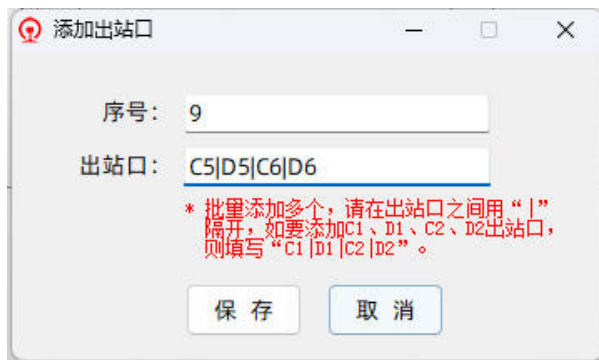 添加出站口
序号： 9
出站口： C5|D5|C6|D6
* 批里添加多个，请在出站口之间用“|”
隔开，如要添加C1、D1、C2、D2出站口，
则填写“C1|D1|C2|D2”。
保 存 取 消